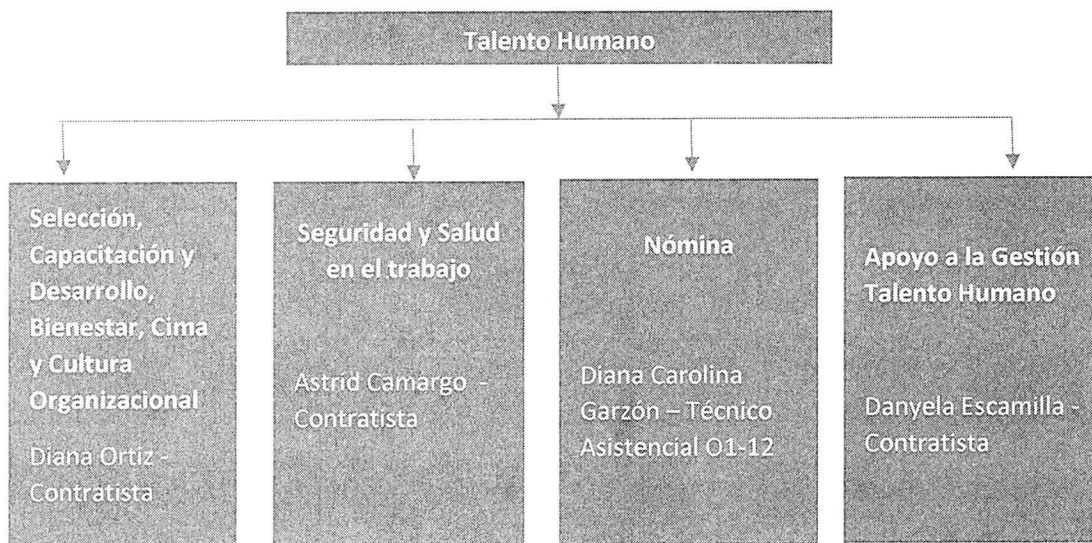 Talento Humano
Selección,
Capacitación y
Desarrollo,
Bienestar, Cima
y Cultura
Organizacional
Diana Ortiz -
Contratista
Seguridad y Salud
en el trabajo
Astrid Camargo -
Contratista
Nómina
Diana Carolina
Garzón – Técnico
Asistencial O1-12
Apoyo a la Gestión
Talento Humano
Danyela Escamilla -
Contratista